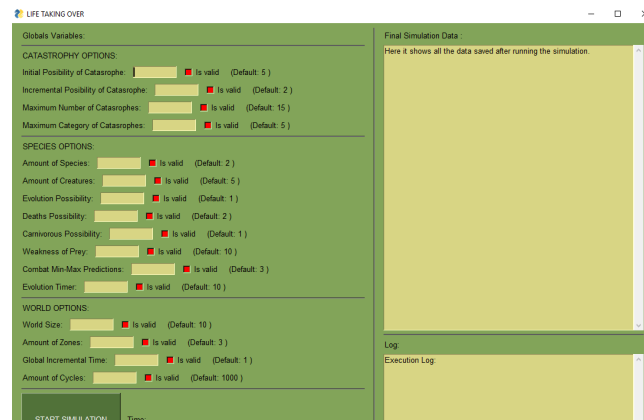 LIFE TAKING OVER
Globals Variables:
CATASTROPHY OPTIONS:
Initial Posibility of Catasrophe: Is valid (Default: 5 )
Incremental Posibility of Catasrophe: Is valid (Default: 2 )
Maximum Number of Catasrophes: Is valid (Default: 15 )
Maximum Category of Catasrophes: Is valid (Default: 5 )
SPECIES OPTIONS:
Amount of Species: Is valid (Default: 2 )
Amount of Creatures: Is valid (Default: 5 )
Evolution Possibility: Is valid (Default: 1 )
Deaths Possibility: Is valid (Default: 2 )
Carnivorous Possibility: Is valid (Default: 1 )
Weakness of Prey: Is valid (Default: 10 )
Combat Min-Max Predictions: Is valid (Default: 3 )
Evolution Timer: Is valid (Default: 10 )
WORLD OPTIONS:
World Size: Is valid (Default: 10 )
Amount of Zones: Is valid (Default: 3 )
Global Incremental Time: Is valid (Default: 1 )
Amount of Cycles: Is valid (Default: 1000 )
START SIMULATION Time:
Final Simulation Data :
Here it shows all the data saved after running the simulation.
Log:
Execution Log: